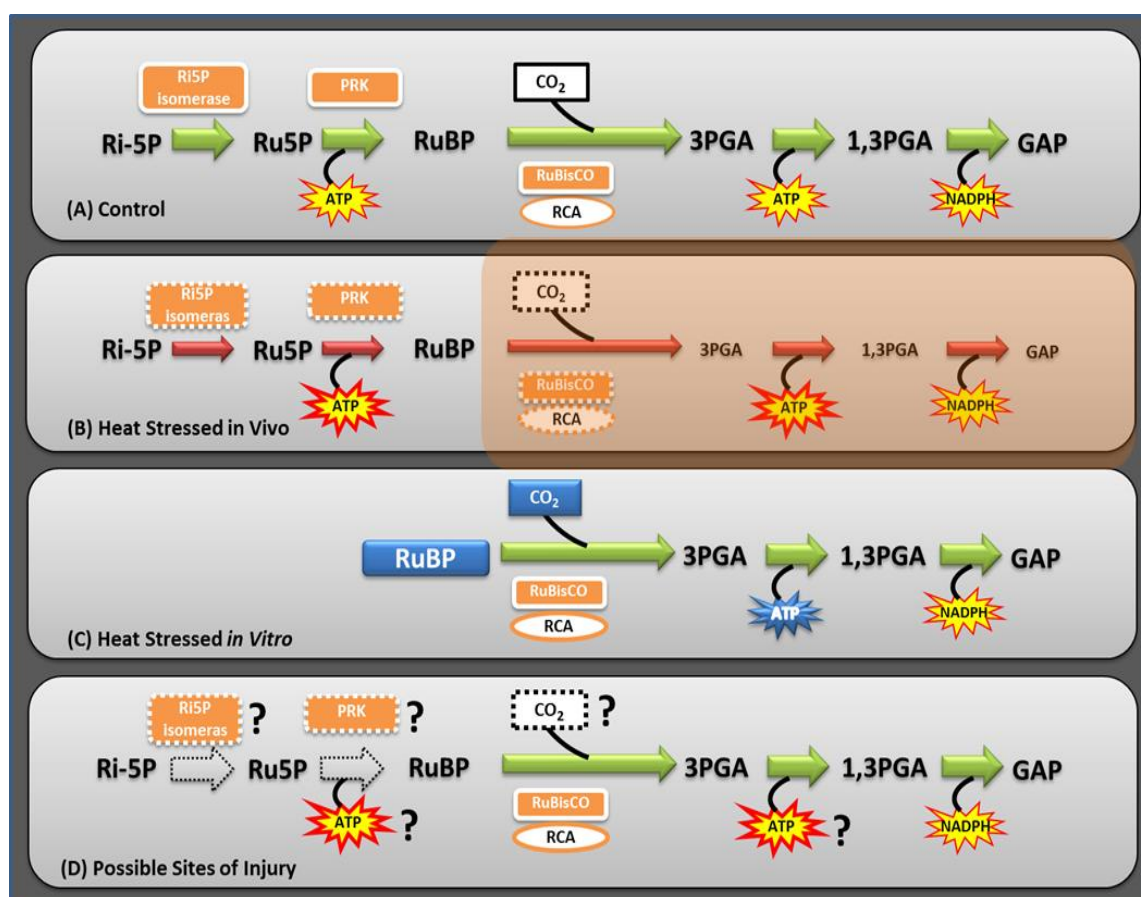 Ri5P
isomerase
PRK
CO₂
Ri-5P
Ru5P
RuBP
3PGA
1,3PGA
GAP
RuBisCO
ATP
RCA
ATP
NADPH
(A) Control
Ri5P
isomeras
PRK
CO₂
Ri-5P
Ru5P
RuBP
3PGA
1,3PGA
GAP
RuBisCO
ATP
RCA
ATP
NADPH
(B) Heat Stressed in Vivo
CO₂
RuBP
3PGA
1,3PGA
GAP
RuBisCO
RCA
ATP
NADPH
(C) Heat Stressed in Vitro
Ri5P
isomeras
?
PRK
?
CO₂
?
Ri-5P
Ru5P
RuBP
3PGA
1,3PGA
GAP
RuBisCO
ATP
?
RCA
ATP
?
NADPH
(D) Possible Sites of Injury